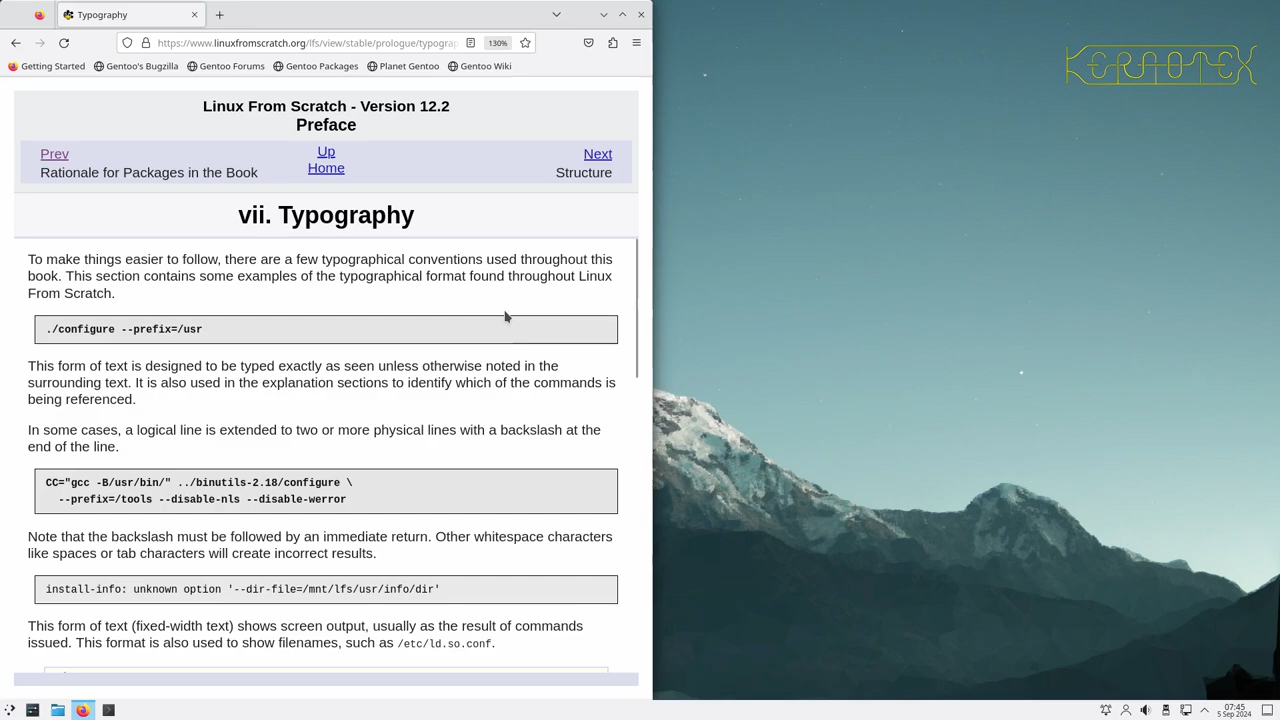 Typography
https://www.linuxfromscratch.org/lfs/view/stable/prologue/typograp
130%
Getting Started
Gentoo's Bugzilla
Gentoo Forums
Gentoo Packages
Planet Gentoo
Gentoo Wiki
KERAOTEX
Linux From Scratch - Version 12.2
Preface
Prev
Up
Next
Rationale for Packages in the Book
Home
Structure
vii. Typography
To make things easier to follow, there are a few typographical conventions used throughout this
book. This section contains some examples of the typographical format found throughout Linux
From Scratch.
./configure --prefix=/usr
This form of text is designed to be typed exactly as seen unless otherwise noted in the
surrounding text. It is also used in the explanation sections to identify which of the commands is
being referenced.
In some cases, a logical line is extended to two or more physical lines with a backslash at the
end of the line.
CC="gcc -B/usr/bin/" ../binutils-2.18/configure \
--prefix=/tools --disable-nls --disable-werror
Note that the backslash must be followed by an immediate return. Other whitespace characters
like spaces or tab characters will create incorrect results.
install-info: unknown option '--dir-file=/mnt/lfs/usr/info/dir'
This form of text (fixed-width text) shows screen output, usually as the result of commands
issued. This format is also used to show filenames, such as /etc/ld.so.conf.
07:45
5 Sep 2024